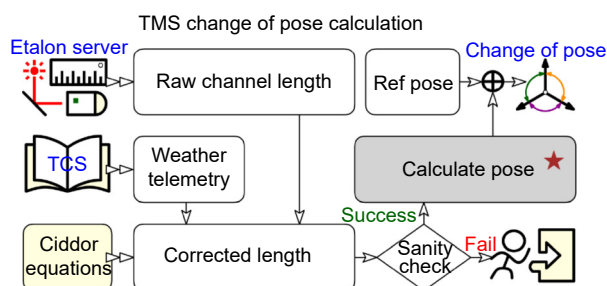 TMS change of pose calculation
Etalon server
Raw channel length
Ref pose
Change of pose
TCS
Weather
telemetry
Calculate pose
Success
Ciddor
equations
Corrected length
Sanity
check
Fail